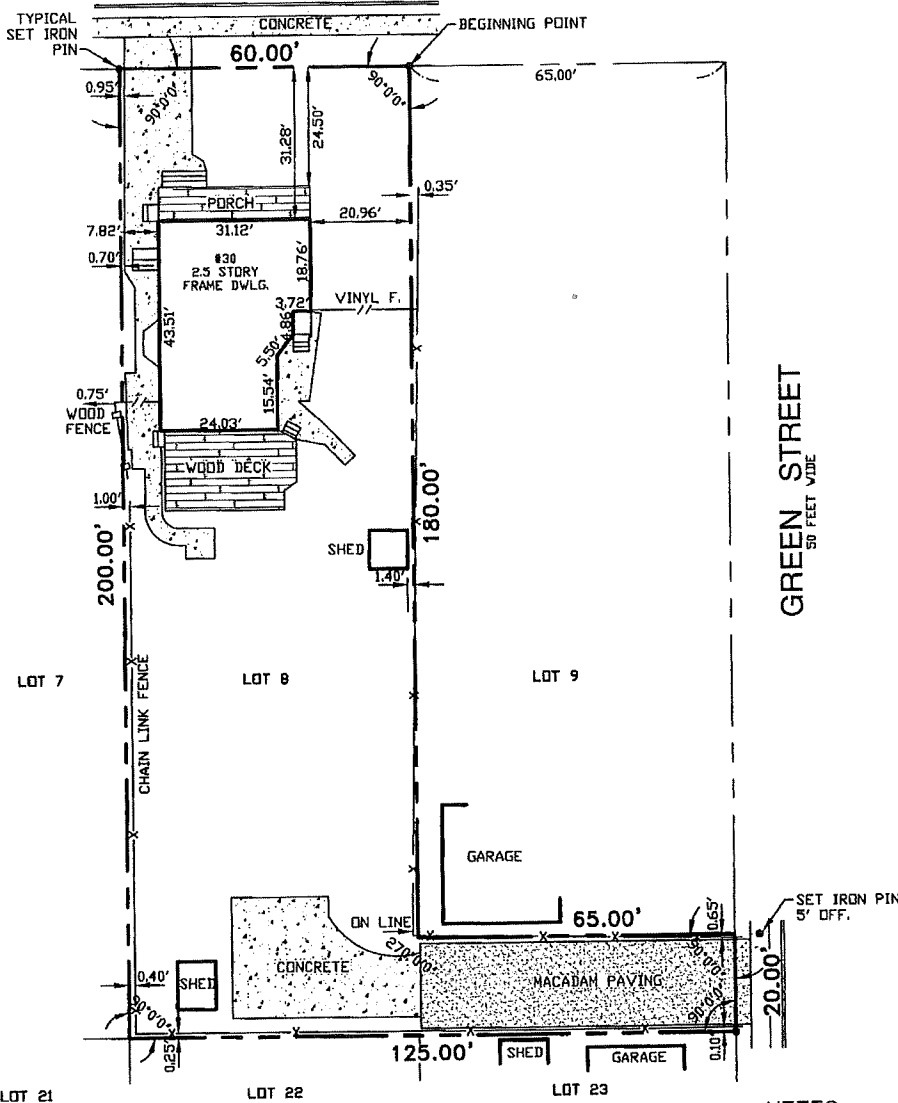 CONCRETE
TYPICAL
SET IRON
PIN
BEGINNING POINT
60.00'
65.00'
0.95'
90°0'0"
90°0'0"
31.28'
24.50'
0.35'
PORCH
20.96'
7.82'
31.12'
0.70'
#30
2.5 STORY
FRAME DWLG.
18.76'
3.72'
VINYL F.
4.86'
43.51'
5.50'
15.54'
0.75'
WOOD
FENCE
24.03'
WOOD DECK
1.00'
200.00'
180.00'
SHED
1.40'
GREEN STREET
50 FEET WIDE
LOT 7
LOT 8
LOT 9
CHAIN LINK FENCE
GARAGE
ON LINE
65.00'
0.65'
SET IRON PIN
5' OFF.
270°0'0"
90°0'0"
CONCRETE
MACADAM PAVING
SHED
0.40'
20.00'
90°0'0"
90°0'0"
0.25'
125.00'
0.10'
SHED
GARAGE
LOT 21
LOT 22
LOT 23